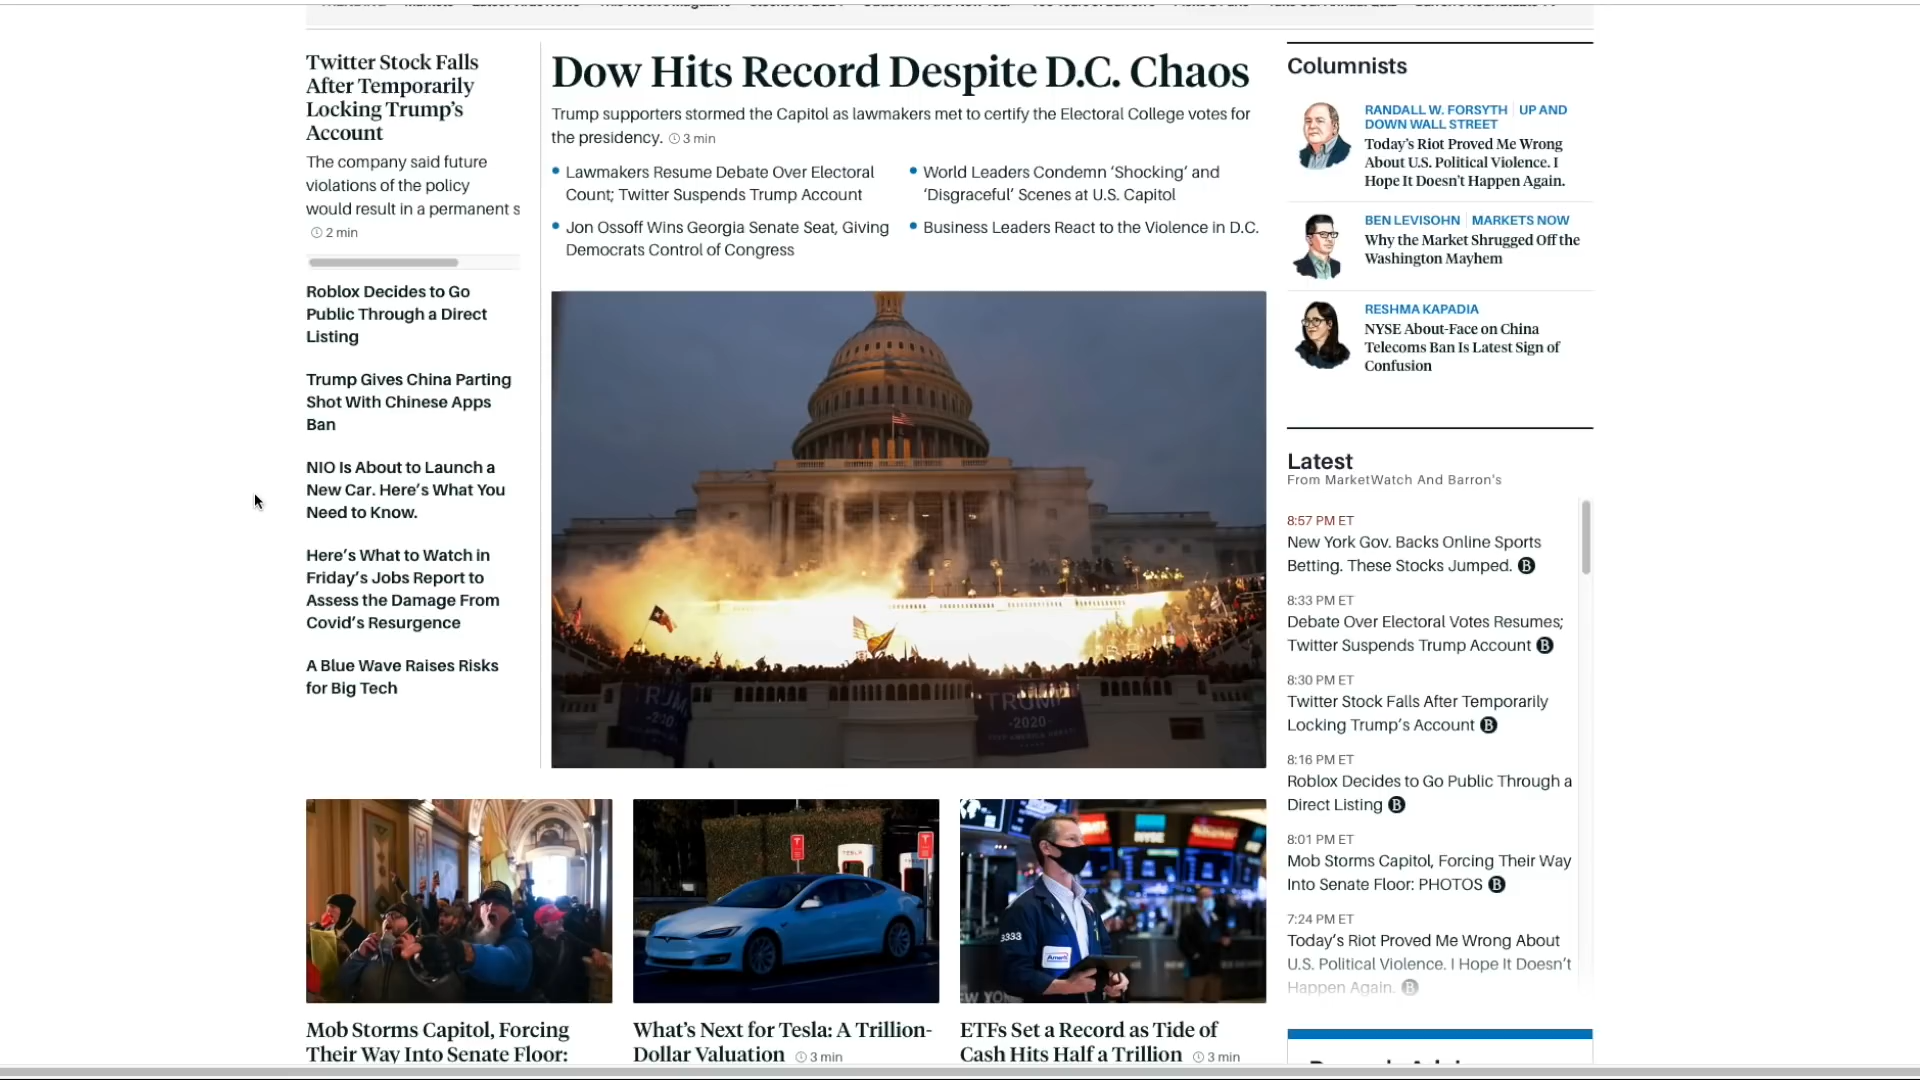 Twitter Stock Falls
After Temporarily
Locking Trump's
Account
The company said future
violations of the policy
would result in a permanent s
2 min
Roblox Decides to Go
Public Through a Direct
Listing
Trump Gives China Parting
Shot With Chinese Apps
Ban
NIO Is About to Launch a
New Car. Here's What You
Need to Know.
Here's What to Watch in
Friday's Jobs Report to
Assess the Damage From
Covid's Resurgence
A Blue Wave Raises Risks
for Big Tech
Dow Hits Record Despite D.C. Chaos
Trump supporters stormed the Capitol as lawmakers met to certify the Electoral College votes for
the presidency. 3 min
Lawmakers Resume Debate Over Electoral
Count; Twitter Suspends Trump Account
Jon Ossoff Wins Georgia Senate Seat, Giving
Democrats Control of Congress
World Leaders Condemn ‘Shocking’ and
‘Disgraceful’ Scenes at U.S. Capitol
Business Leaders React to the Violence in D.C.
TRUMP
-2020-
Mob Storms Capitol, Forcing
Their Way Into Senate Floor:
TESLA
What's Next for Tesla: A Trillion-
Dollar Valuation 3 min
NYSE
3333
ETFs Set a Record as Tide of
Cash Hits Half a Trillion 3 min
Columnists
RANDALL W. FORSYTH | UP AND
DOWN WALL STREET
Today's Riot Proved Me Wrong
About U.S. Political Violence. I
Hope It Doesn't Happen Again.
BEN LEVISOHN | MARKETS NOW
Why the Market Shrugged Off the
Washington Mayhem
RESHMA KAPADIA
NYSE About-Face on China
Telecoms Ban Is Latest Sign of
Confusion
Latest
From MarketWatch And Barron's
8:57 PM ET
New York Gov. Backs Online Sports
Betting. These Stocks Jumped. B
8:33 PM ET
Debate Over Electoral Votes Resumes;
Twitter Suspends Trump Account B
8:30 PM ET
Twitter Stock Falls After Temporarily
Locking Trump's Account B
8:16 PM ET
Roblox Decides to Go Public Through a
Direct Listing B
8:01 PM ET
Mob Storms Capitol, Forcing Their Way
Into Senate Floor: PHOTOS B
7:24 PM ET
Today's Riot Proved Me Wrong About
U.S. Political Violence. I Hope It Doesn't
Happen Again. B